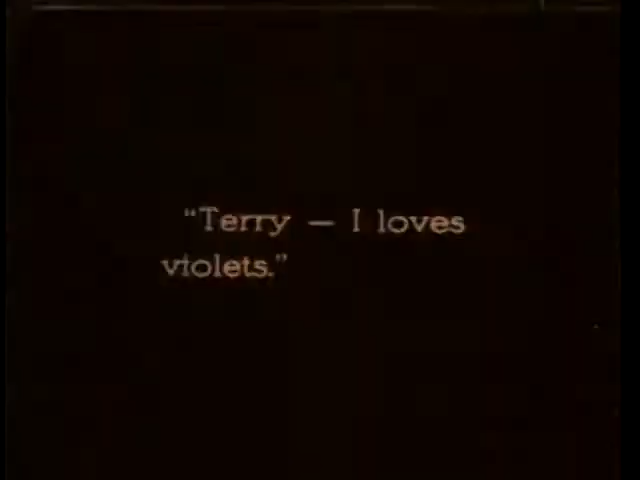 "Terry — I loves
violets."